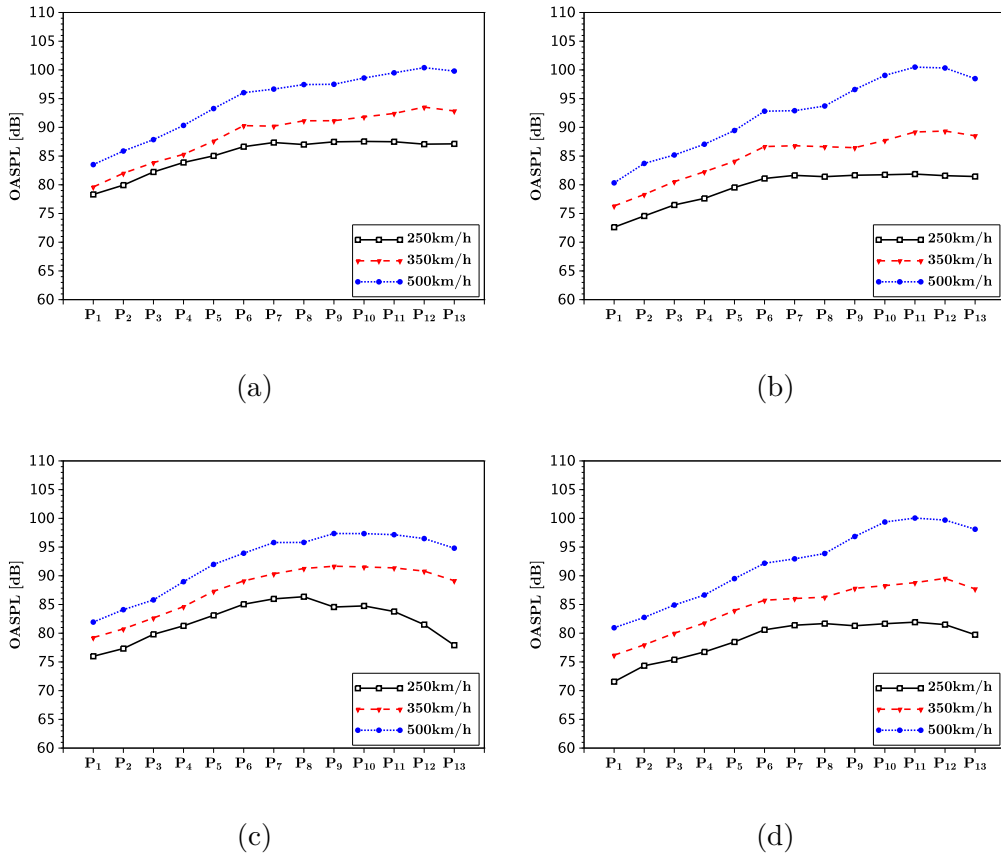 110
105
100
95
90
85
80
75
70
65
60
OASPL [dB]
250km/h
350km/h
500km/h
P₁ P₂ P₃ P₄ P₅ P₆ P₇ P₈ P₉ P₁₀ P₁₁ P₁₂ P₁₃
(a)
110
105
100
95
90
85
80
75
70
65
60
OASPL [dB]
250km/h
350km/h
500km/h
P₁ P₂ P₃ P₄ P₅ P₆ P₇ P₈ P₉ P₁₀ P₁₁ P₁₂ P₁₃
(b)
110
105
100
95
90
85
80
75
70
65
60
OASPL [dB]
250km/h
350km/h
500km/h
P₁ P₂ P₃ P₄ P₅ P₆ P₇ P₈ P₉ P₁₀ P₁₁ P₁₂ P₁₃
(c)
110
105
100
95
90
85
80
75
70
65
60
OASPL [dB]
250km/h
350km/h
500km/h
P₁ P₂ P₃ P₄ P₅ P₆ P₇ P₈ P₉ P₁₀ P₁₁ P₁₂ P₁₃
(d)